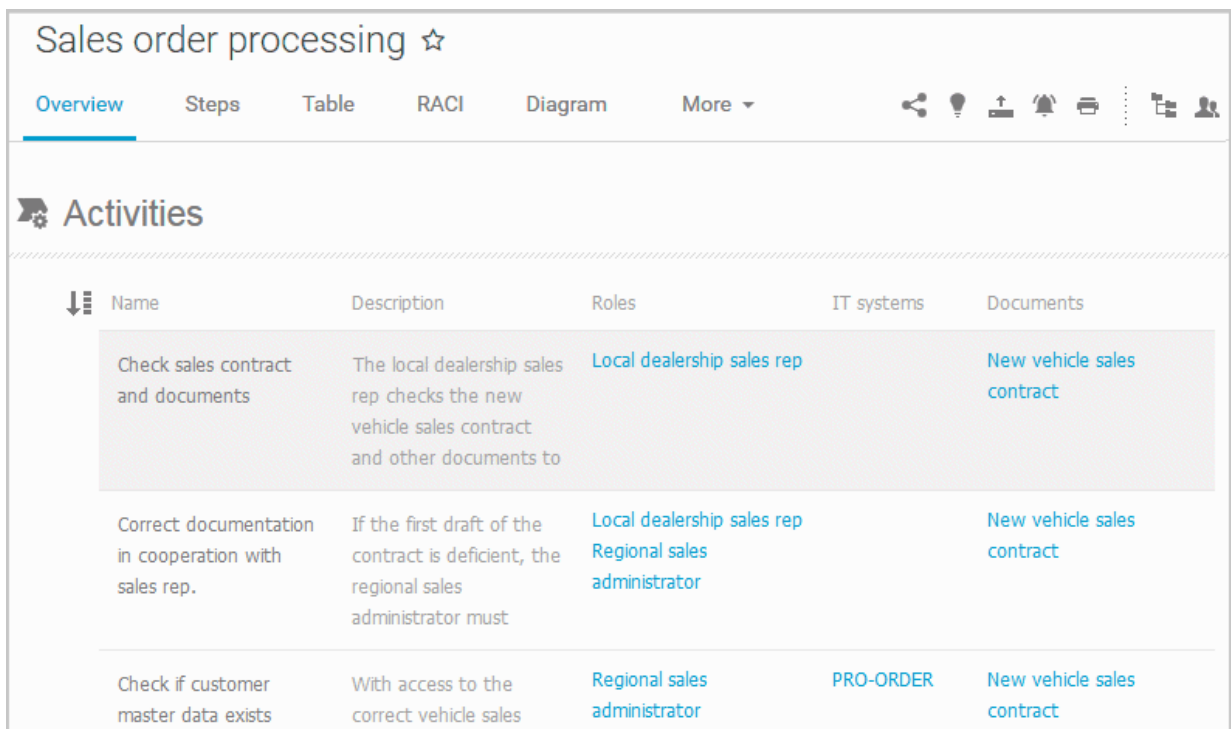 Sales order processing
Overview Steps Table RACI Diagram More
Activities
Name Description Roles IT systems Documents
Check sales contract
and documents
The local dealership sales
rep checks the new
vehicle sales contract
and other documents to
Local dealership sales rep
New vehicle sales
contract
Correct documentation
in cooperation with
sales rep.
If the first draft of the
contract is deficient, the
regional sales
administrator must
Local dealership sales rep
Regional sales
administrator
New vehicle sales
contract
Check if customer
master data exists
With access to the
correct vehicle sales
Regional sales
administrator
PRO-ORDER
New vehicle sales
contract